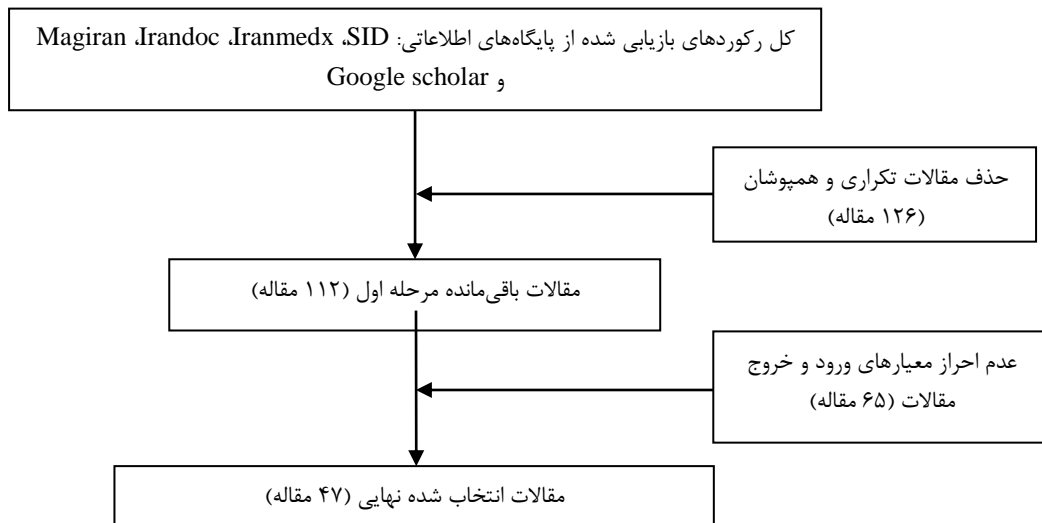 کل رکوردهای بازیابی شده از پایگاه‌های اطلاعاتی: Magiran ،Irandoc ،Iranmedx ،SID
و Google scholar
حذف مقالات تکراری و همپوشان
(۱۲۶ مقاله)
مقالات باقی‌مانده مرحله اول (۱۱۲ مقاله)
عدم احراز معیارهای ورود و خروج
مقالات (۶۵ مقاله)
مقالات انتخاب شده نهایی (۴۷ مقاله)